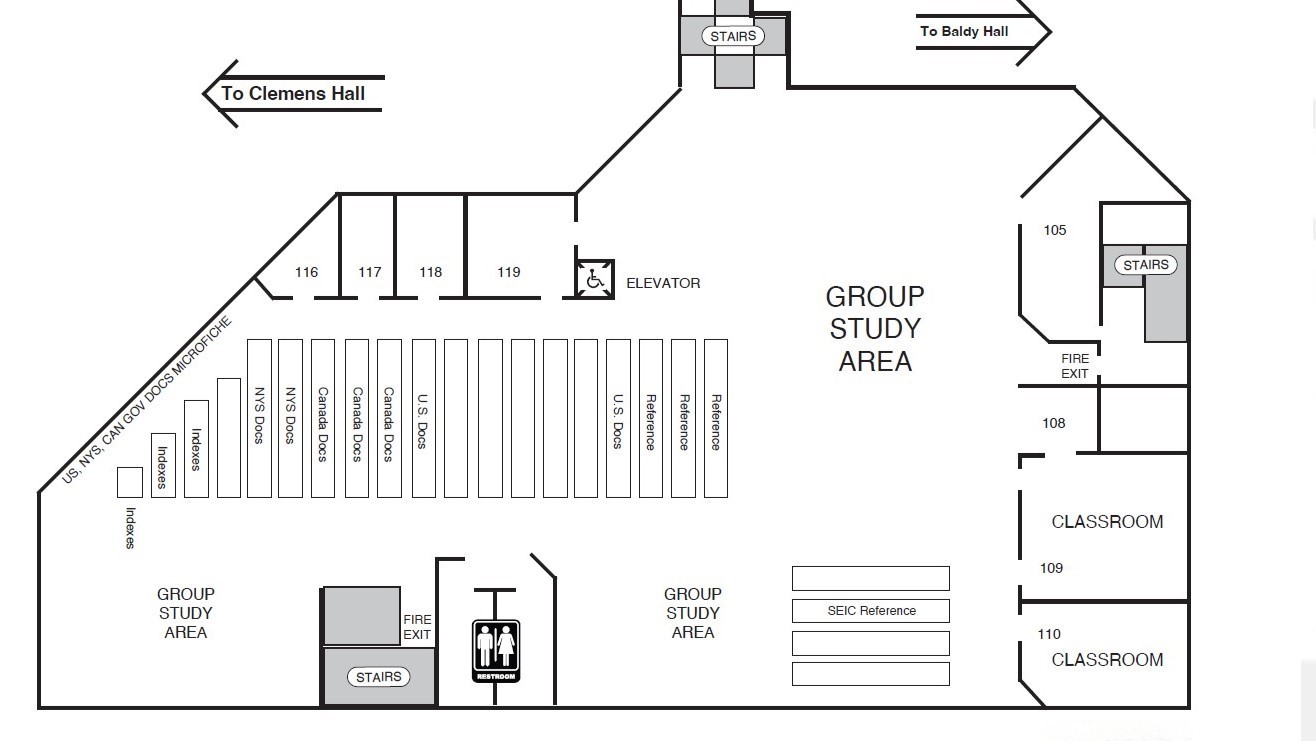 US, NYS, CAN GOV DOCS MICROFICHE
Indexes
Indexes
Indexes
GROUP
STUDY
AREA
To Clemens Hall
NYS Docs
NYS Docs
Canada Docs
Canada Docs
Canada Docs
U.S. Docs
116
117
118
119
STAIRS
FIRE
EXIT
RESTROOM
U.S. Docs
Reference
Reference
Reference
ELEVATOR
GROUP
STUDY
AREA
STAIRS
SEIC Reference
GROUP
STUDY
AREA
To Baldy Hall
110
CLASSROOM
109
CLASSROOM
108
FIRE
EXIT
105
STAIRS